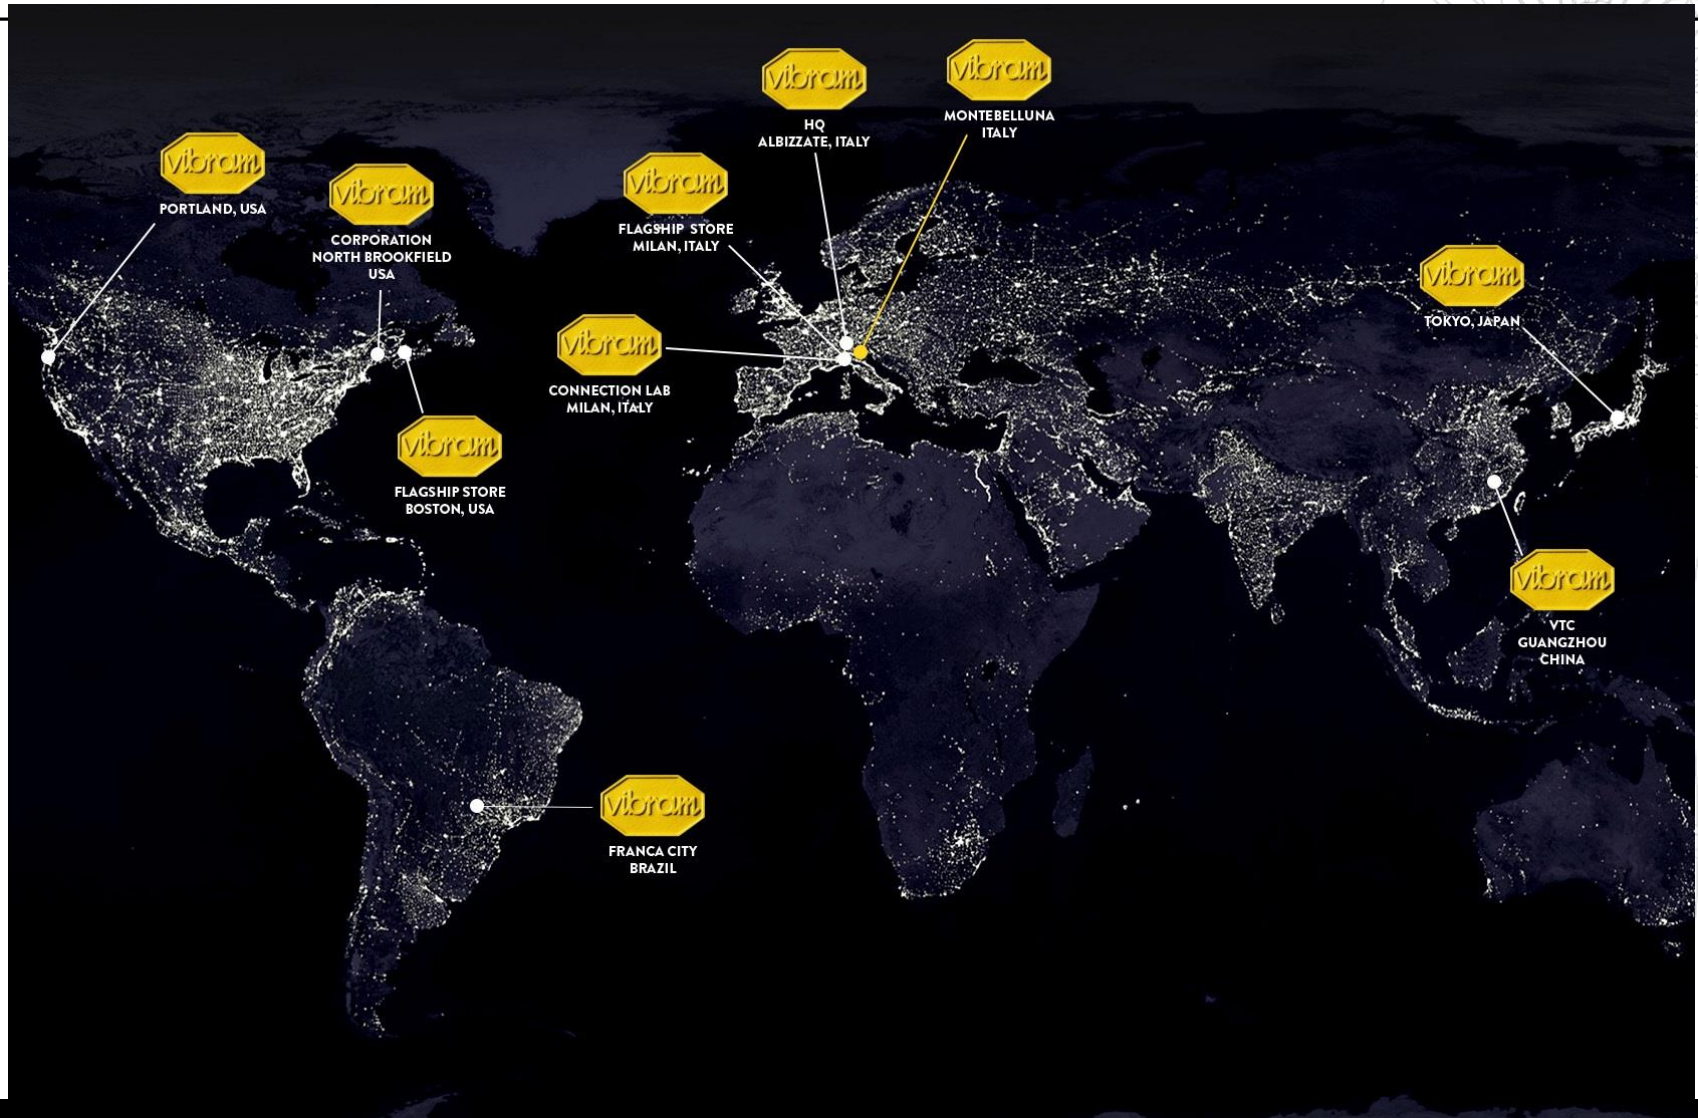 vibram
HQ
ALBIZZATE, ITALY
vibram
MONTEBELLUNA
ITALY
vibram
PORTLAND, USA
vibram
CORPORATION
NORTH BROOKFIELD
USA
vibram
FLAGSHIP STORE
MILAN, ITALY
vibram
TOKYO, JAPAN
vibram
CONNECTION LAB
MILAN, ITALY
vibram
FLAGSHIP STORE
BOSTON, USA
vibram
VTC
GUANGZHOU
CHINA
vibram
FRANCA CITY
BRAZIL